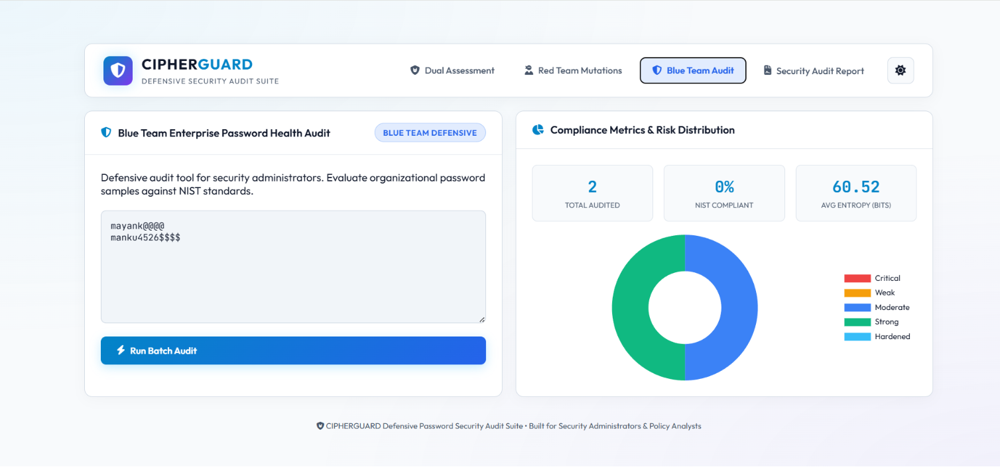 CIPHERGUARD
DEFENSIVE SECURITY AUDIT SUITE
Dual Assessment
Red Team Mutations
Blue Team Audit
Security Audit Report
Blue Team Enterprise Password Health Audit
BLUE TEAM DEFENSIVE
Defensive audit tool for security administrators. Evaluate organizational password
samples against NIST standards.
mayank@@@@
manku4526$$$$
Run Batch Audit
Compliance Metrics & Risk Distribution
2
TOTAL AUDITED
0%
NIST COMPLIANT
60.52
AVG ENTROPY (BITS)
Critical
Weak
Moderate
Strong
Hardened
CIPHERGUARD Defensive Password Security Audit Suite • Built for Security Administrators & Policy Analysts